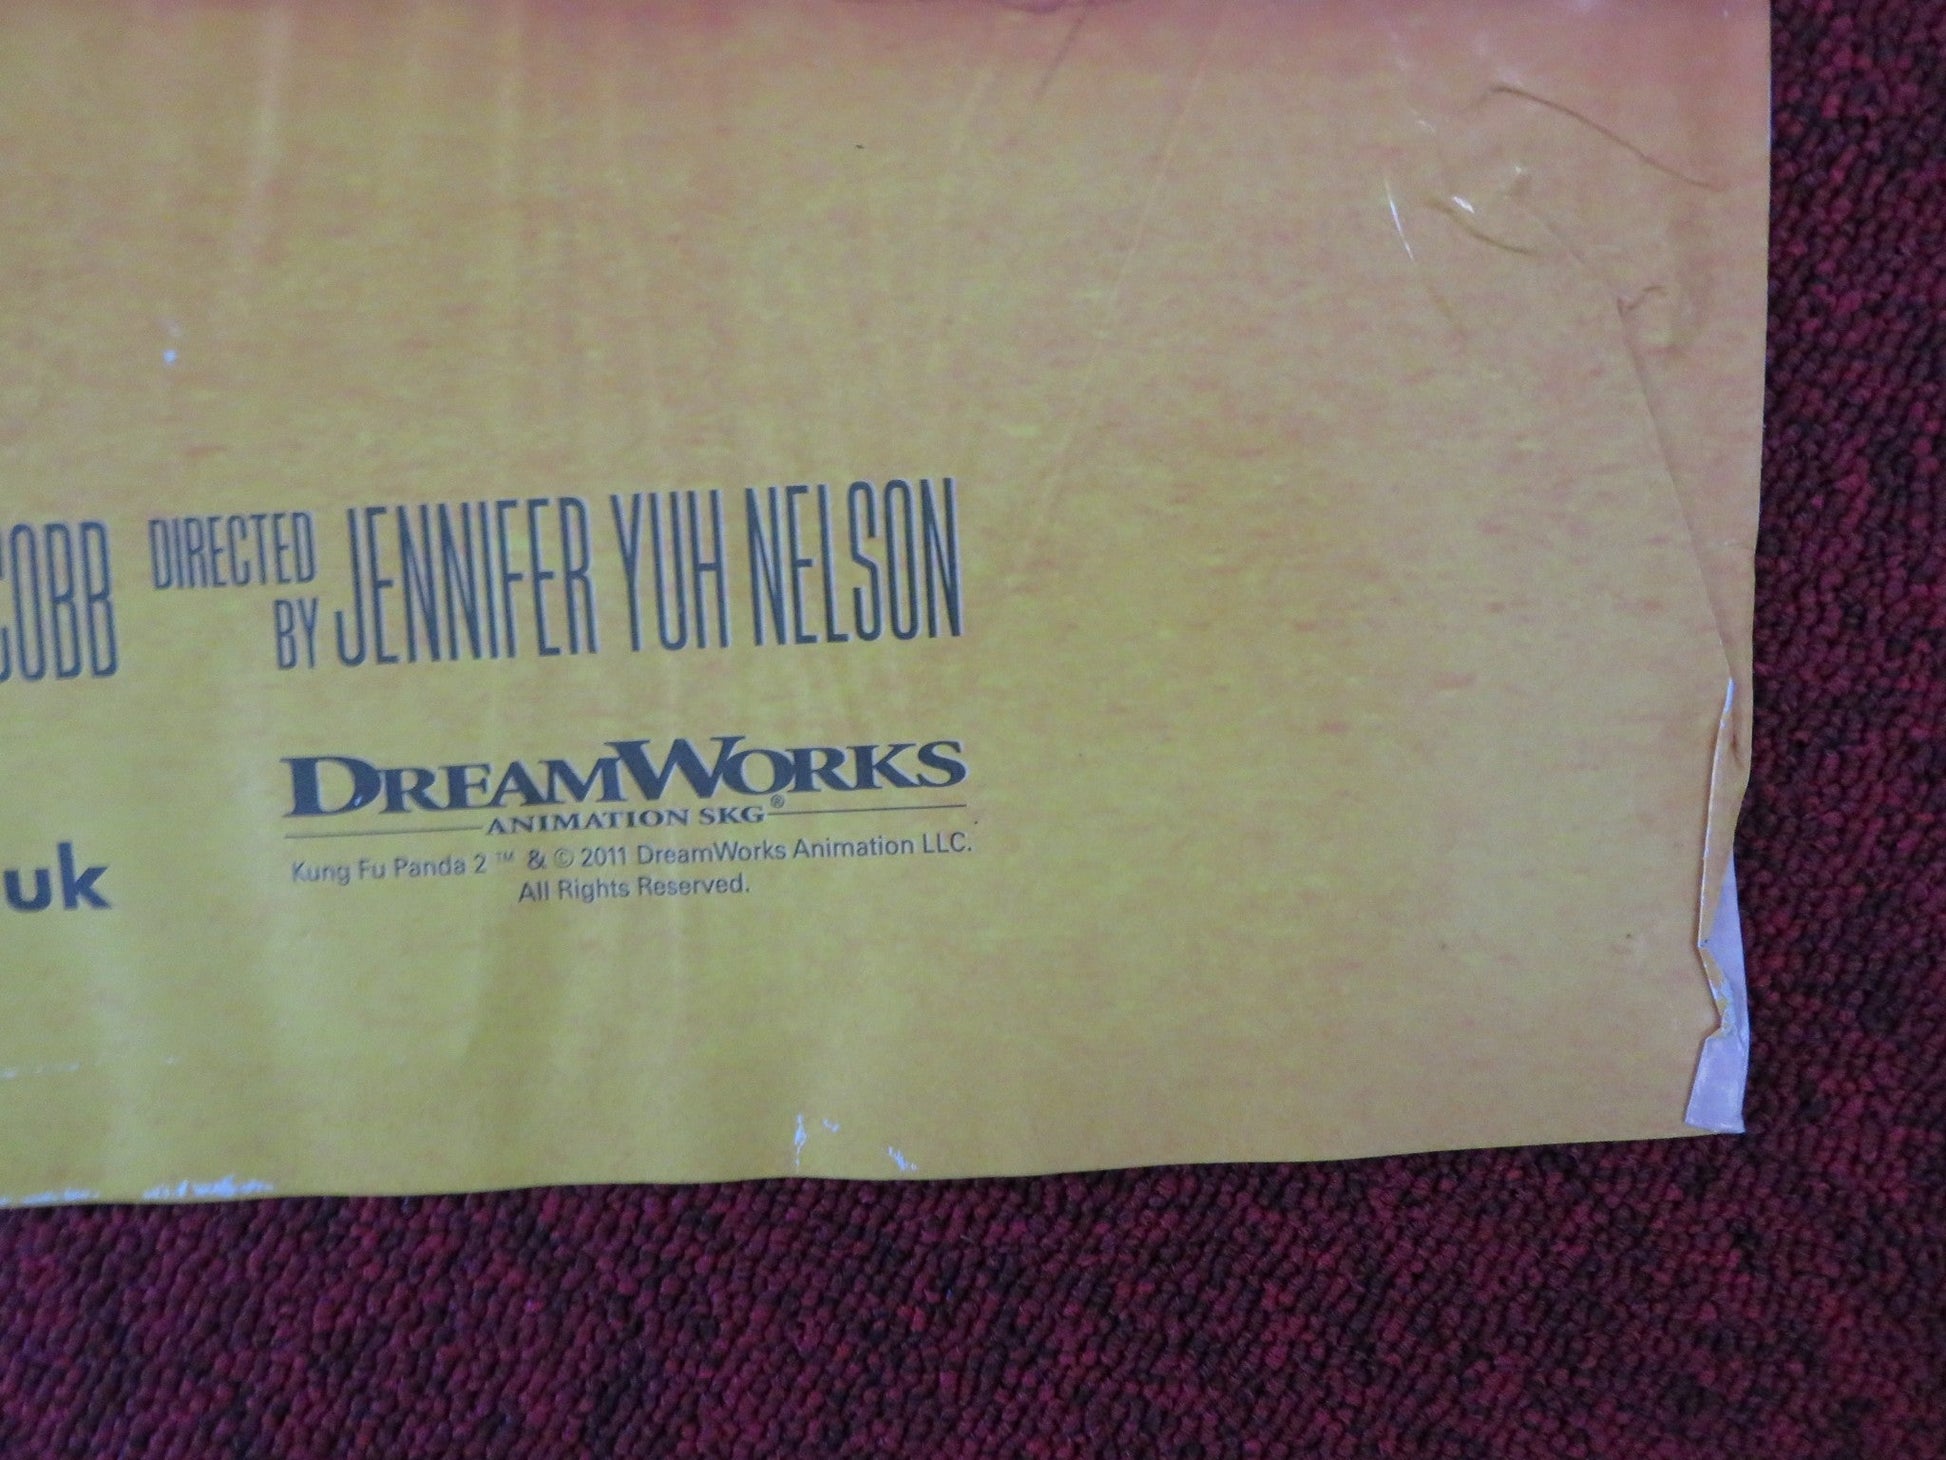 COBB DIRECTED BY JENNIFER YUH NELSON
DREAMWORKS
ANIMATION SKG®
uk
Kung Fu Panda 2 ™ & © 2011 DreamWorks Animation LLC.
All Rights Reserved.